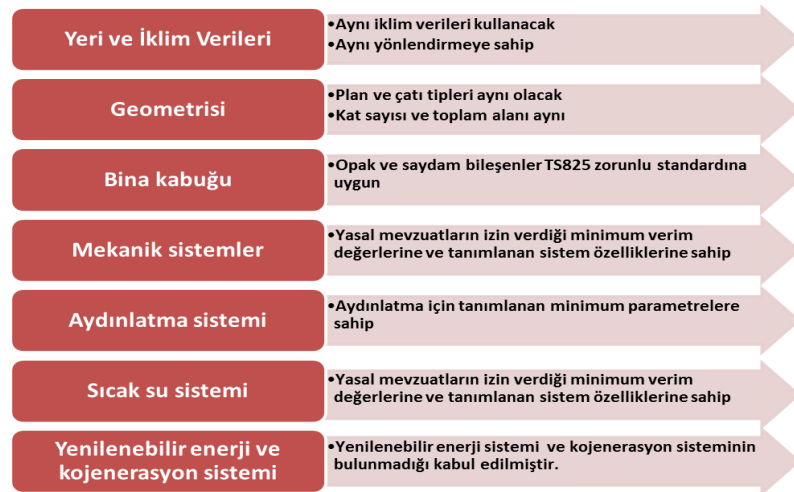 Yeri ve İklim Verileri
•Aynı iklim verileri kullanacak
•Aynı yönlendirmeye sahip
Geometrisi
•Plan ve çatı tipleri aynı olacak
•Kat sayısı ve toplam alanı aynı
Bina kabuğu
•Opak ve saydam bileşenler TS825 zorunlu standardına
uygun
Mekanik sistemler
•Yasal mevzuatların izin verdiği minimum verim
değerlerine ve tanımlanan sistem özelliklerine sahip
Aydınlatma sistemi
•Aydınlatma için tanımlanan minimum parametrelere
sahip
Sıcak su sistemi
•Yasal mevzuatların izin verdiği minimum verim
değerlerine ve tanımlanan sistem özelliklerine sahip
Yenilenebilir enerji ve
kojenerasyon sistemi
•Yenilenebilir enerji sistemi ve kojenerasyon sisteminin
bulunmadığı kabul edilmiştir.